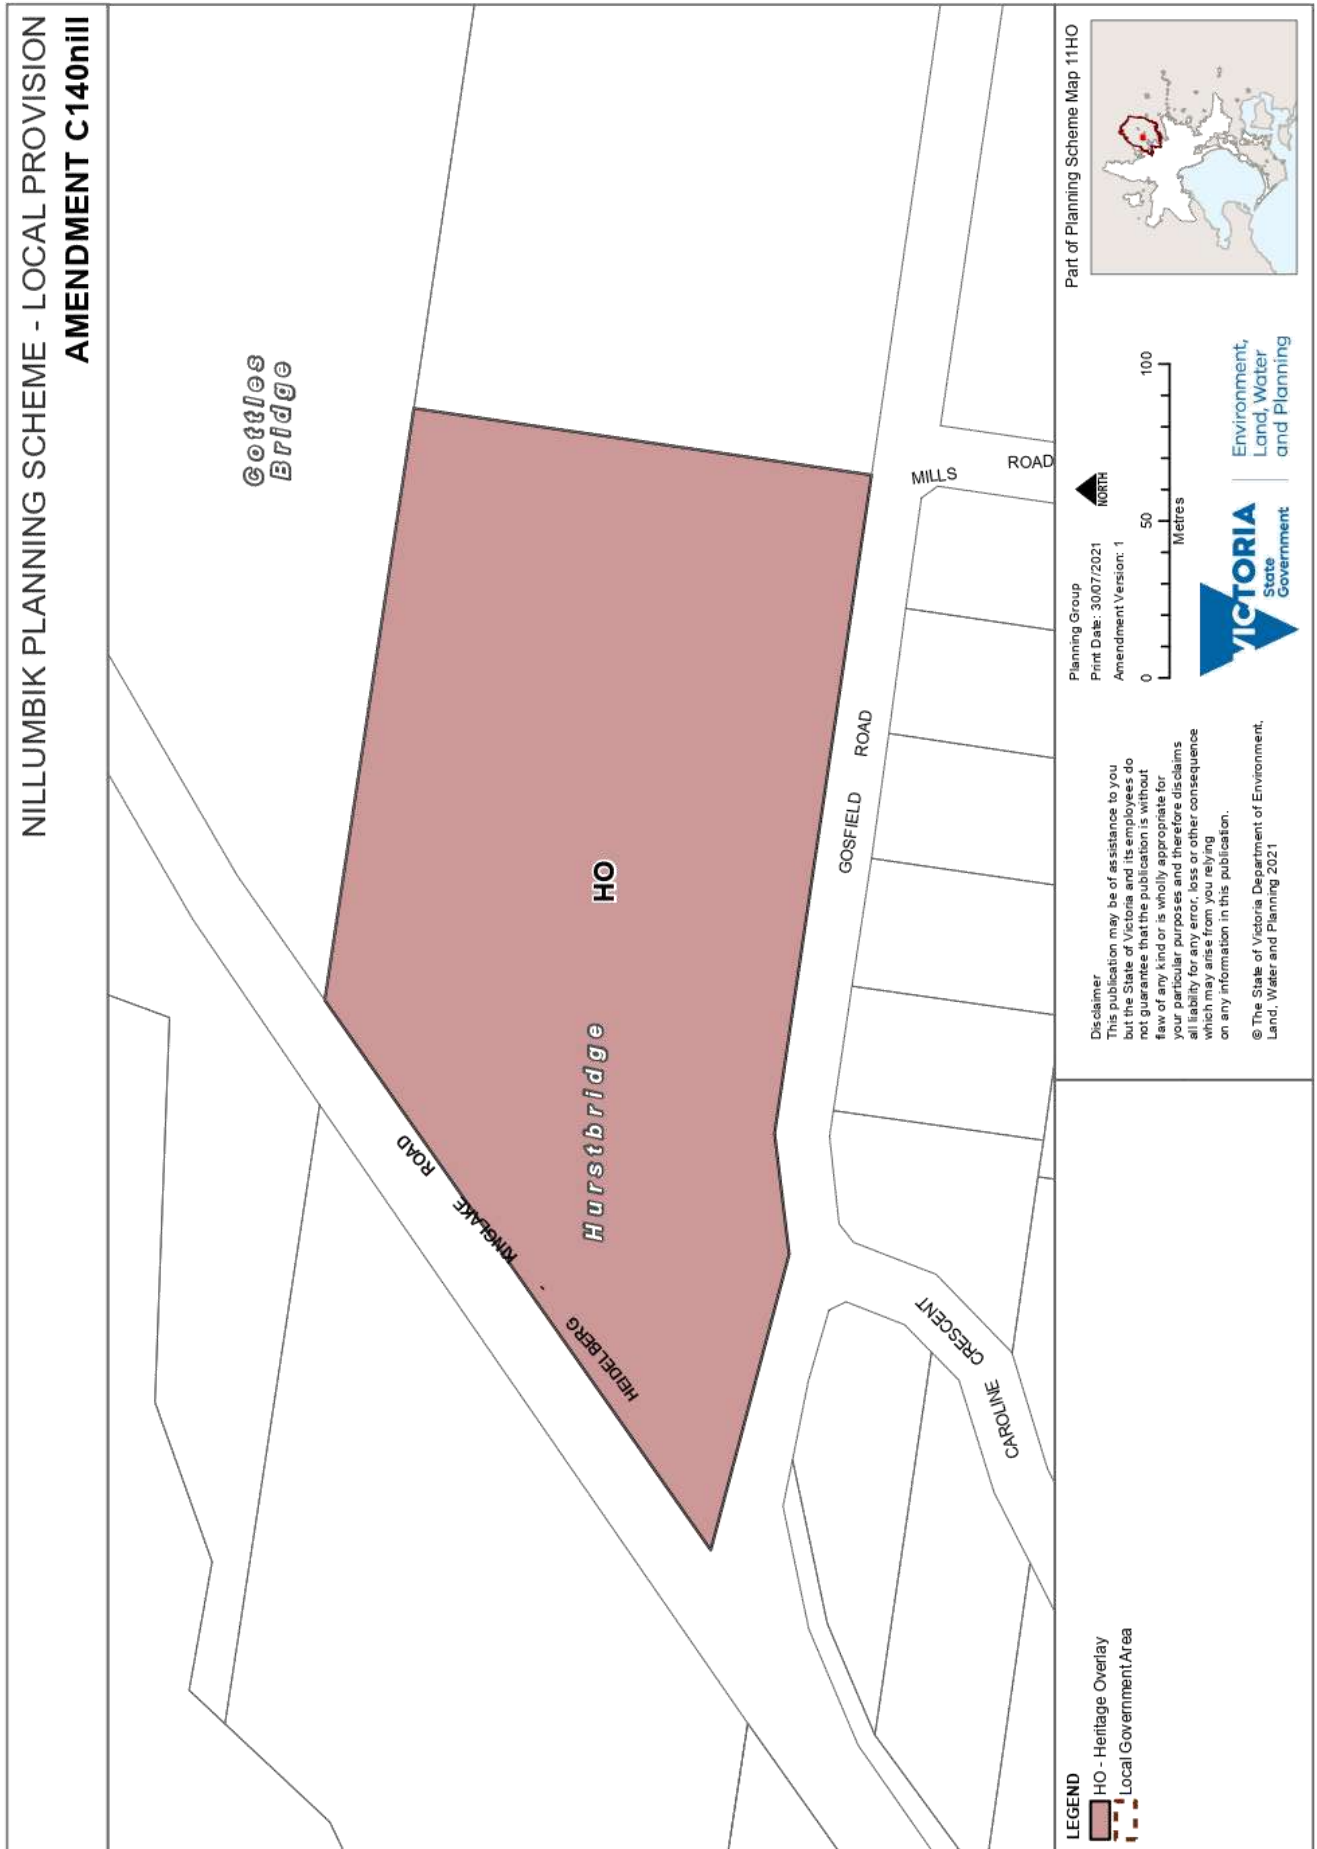 NILLUMBIK PLANNING SCHEME - LOCAL PROVISION
AMENDMENT C140nill
Cottles
Bridge
ROAD
KINGLAKE
-
HEIDELBERG
Hurstbridge
HO
GOSFIELD ROAD
MILLS ROAD
CAROLINE CRESCENT
LEGEND
HO - Heritage Overlay
Local Government Area
Disclaimer
This publication may be of assistance to you
but the State of Victoria and its employees do
not guarantee that the publication is without
flaw of any kind or is wholly appropriate for
your particular purposes and therefore disclaims
all liability for any error, loss or other consequence
which may arise from you relying
on any information in this publication.
© The State of Victoria Department of Environment,
Land, Water and Planning 2021
Planning Group
Print Date: 30/07/2021
Amendment Version: 1
NORTH
0 50 100
Metres
VICTORIA
State
Government
Environment,
Land, Water
and Planning
Part of Planning Scheme Map 11HO